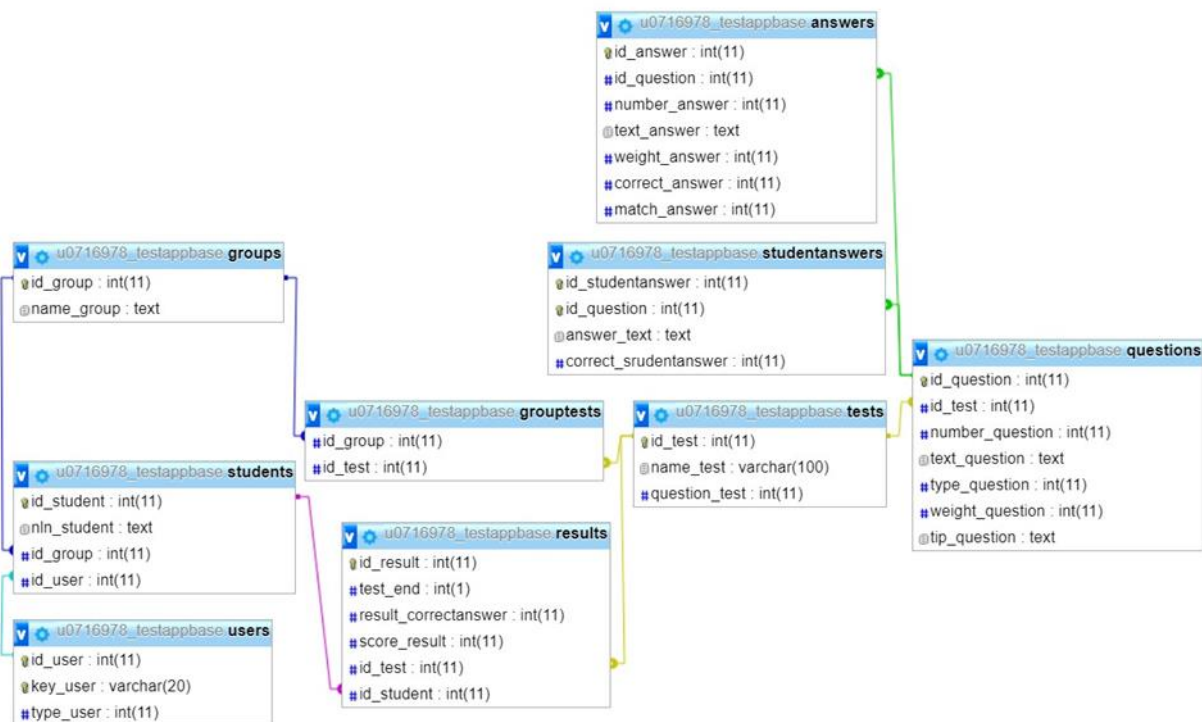 u0716978_testappbase answers
id_answer : int(11)
id_question : int(11)
number_answer : int(11)
text_answer : text
weight_answer : int(11)
correct_answer : int(11)
match_answer : int(11)
u0716978_testappbase groups
id_group : int(11)
name_group : text
u0716978_testappbase studentanswers
id_studentanswer : int(11)
id_question : int(11)
answer_text : text
correct_srudentanswer : int(11)
u0716978_testappbase questions
id_question : int(11)
id_test : int(11)
number_question : int(11)
text_question : text
type_question : int(11)
weight_question : int(11)
tip_question : text
u0716978_testappbase grouptests
id_group : int(11)
id_test : int(11)
u0716978_testappbase tests
id_test : int(11)
name_test : varchar(100)
question_test : int(11)
u0716978_testappbase students
id_student : int(11)
nln_student : text
id_group : int(11)
id_user : int(11)
u0716978_testappbase results
id_result : int(11)
test_end : int(1)
result_correctanswer : int(11)
score_result : int(11)
id_test : int(11)
id_student : int(11)
u0716978_testappbase users
id_user : int(11)
key_user : varchar(20)
type_user : int(11)